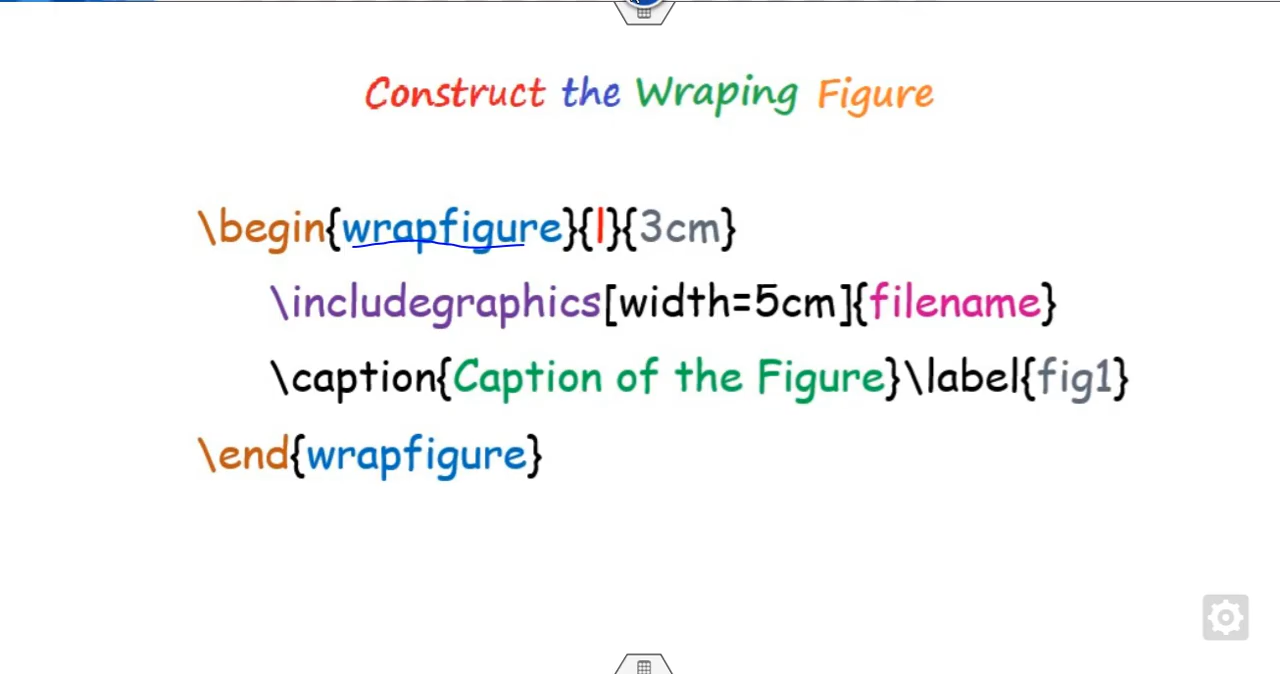 Construct the Wraping Figure
\begin{wrapfigure}{l}{3cm}
\includegraphics[width=5cm]{filename}
\caption{Caption of the Figure}\label{fig1}
\end{wrapfigure}